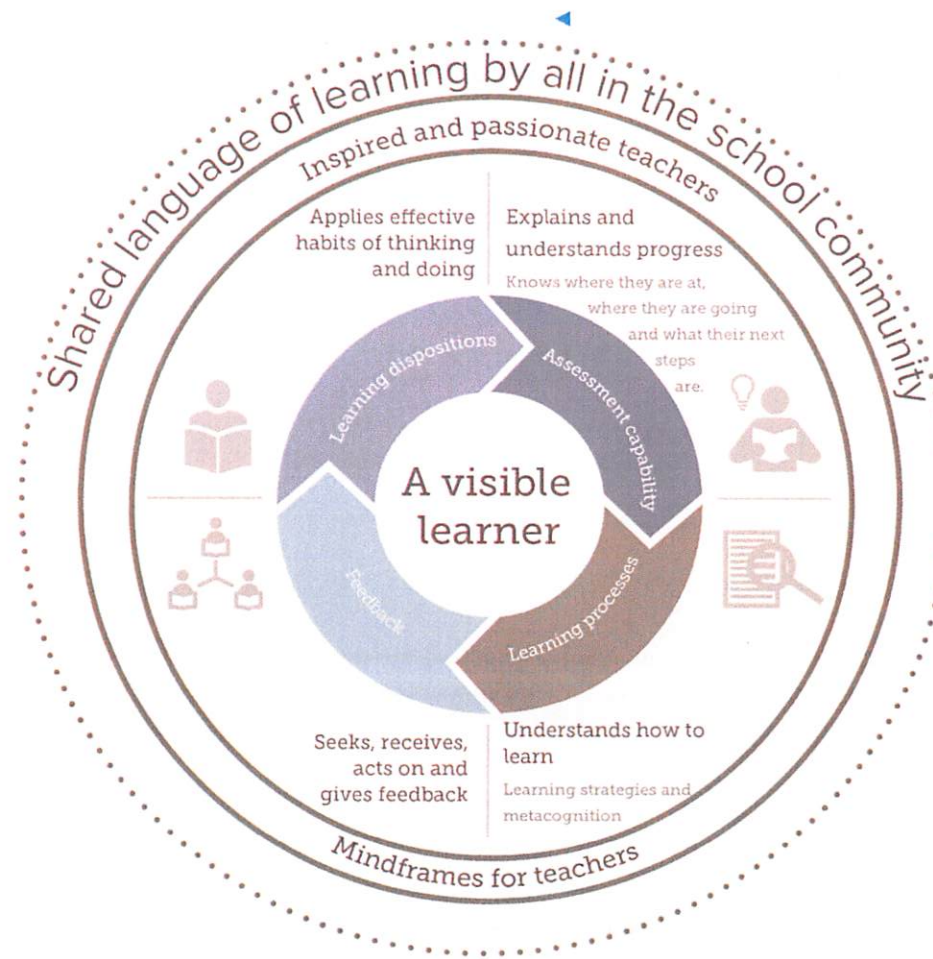 Shared language of learning by all in the school community
Inspired and passionate teachers
Applies effective
habits of thinking
and doing
Explains and
understands progress
Knows where they are at,
where they are going
and what their next
steps
are.
Learning dispositions
Assessment capability
A visible
learner
Feedback
Learning processes
Seeks, receives,
acts on and
gives feedback
Understands how to
learn
Learning strategies and
metacognition
Mindframes for teachers